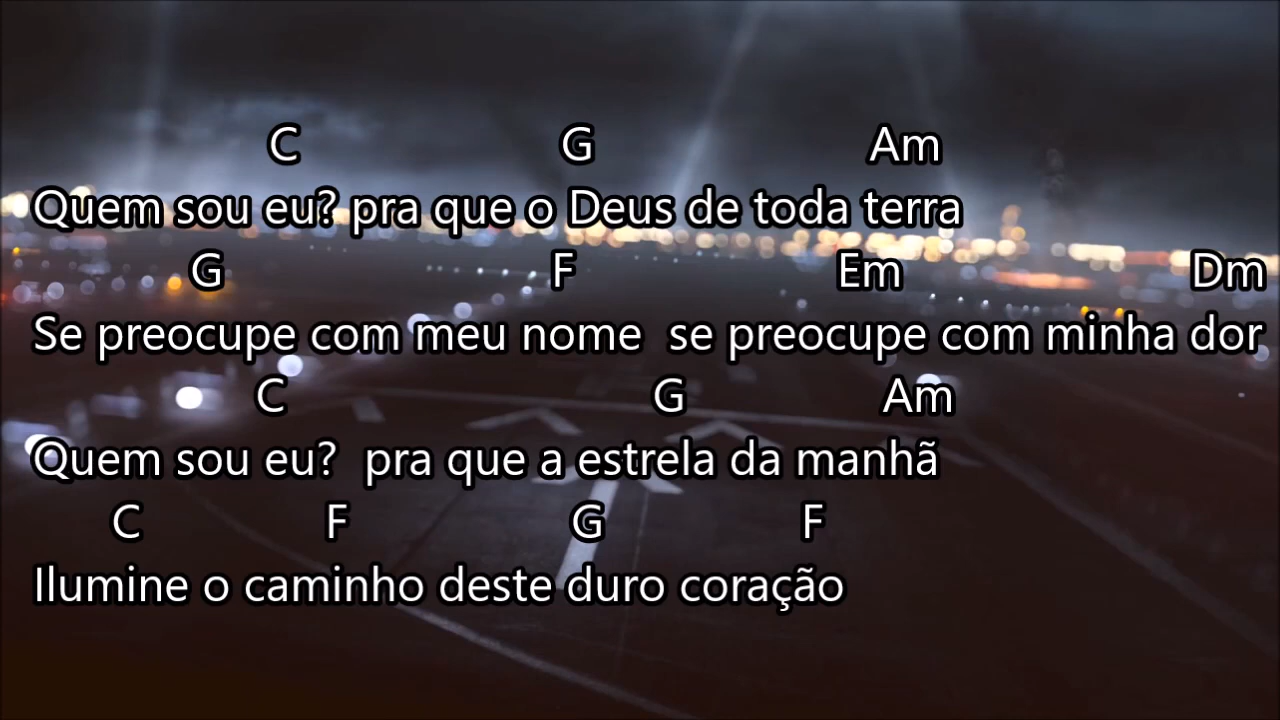 C G Am
Quem sou eu? pra que o Deus de toda terra
G F Em Dm
Se preocupe com meu nome se preocupe com minha dor
C G Am
Quem sou eu? pra que a estrela da manhã
C F G F
Ilumine o caminho deste duro coração